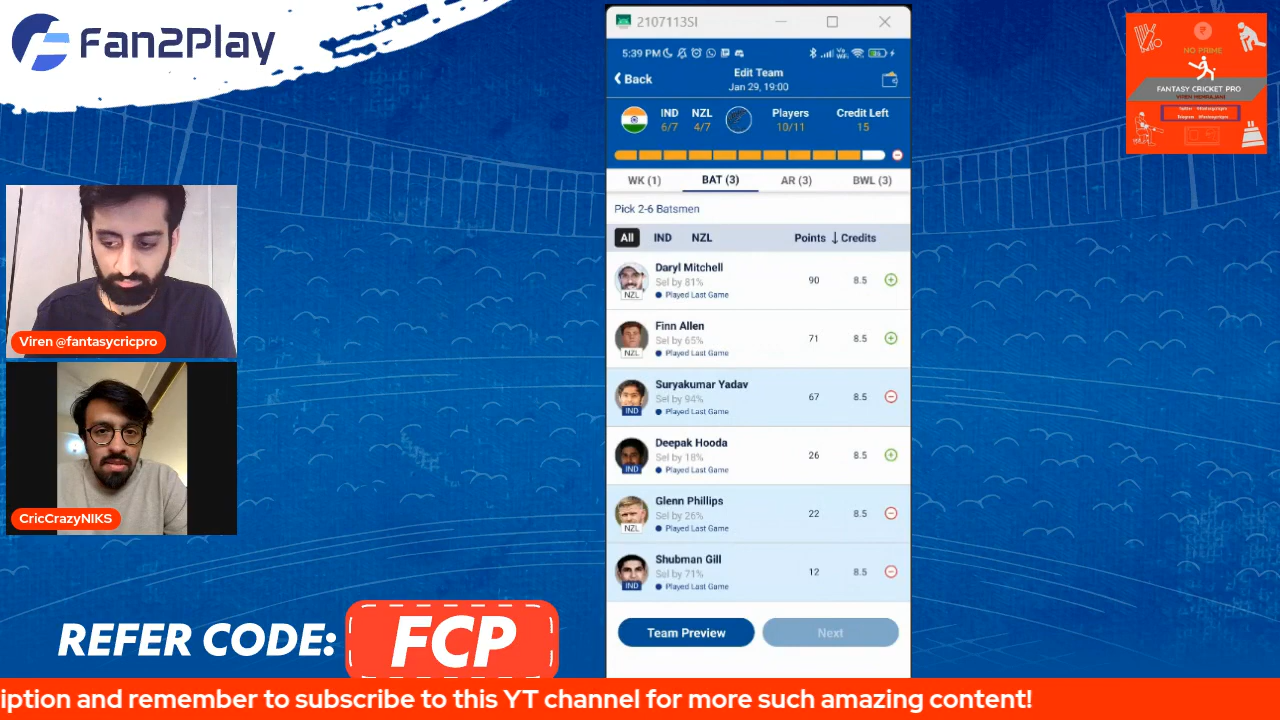 Fan2Play
Viren @fantasycricpro
CricCrazyNIKS
REFER CODE:
FCP
2107113SI
5:39 PM
Back
Edit Team
Jan 29, 19:00
IND
6/7
NZL
4/7
Players
10/11
Credit Left
15
WK (1)
BAT (3)
AR (3)
BWL (3)
Pick 2-6 Batsmen
All
IND
NZL
Points
Credits
Daryl Mitchell
Sel by 81%
Played Last Game
NZL
90
8.5
Finn Allen
Sel by 65%
Played Last Game
NZL
71
8.5
Suryakumar Yadav
Sel by 94%
Played Last Game
IND
67
8.5
Deepak Hooda
Sel by 18%
Played Last Game
IND
26
8.5
Glenn Phillips
Sel by 26%
Played Last Game
NZL
22
8.5
Shubman Gill
Sel by 71%
Played Last Game
IND
12
8.5
Team Preview
Next
NO PRIME
FANTASY CRICKET PRO
iption and remember to subscribe to this YT channel for more such amazing content!